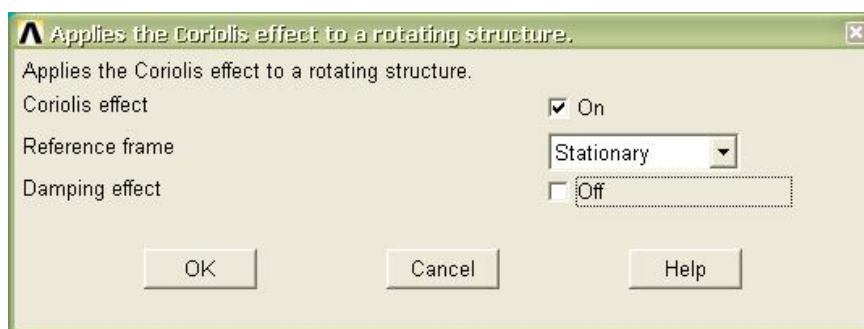 Applies the Coriolis effect to a rotating structure.
Applies the Coriolis effect to a rotating structure.
Coriolis effect On
Reference frame Stationary
Damping effect Off
OK Cancel Help